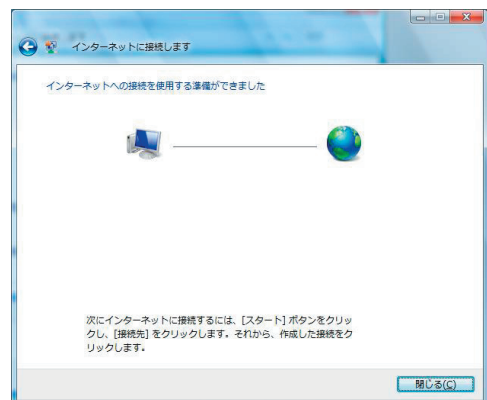 インターネットに接続します
インターネットへの接続を使用する準備ができました
次にインターネットに接続するには、[スタート] ボタンをクリッ
クし、[接続先] をクリックします。それから、作成した接続をク
リックします。
閉じる(C)